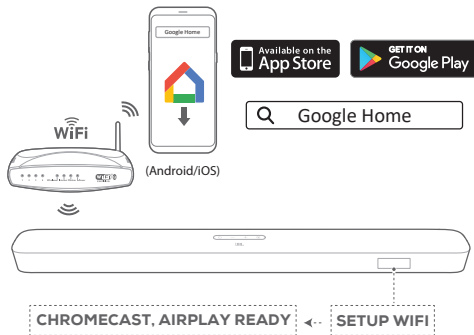 Google Home
Available on the
App Store
GET IT ON
Google Play
Google Home
WiFi
(Android/iOS)
JBL
CHROMECAST, AIRPLAY READY
SETUP WIFI